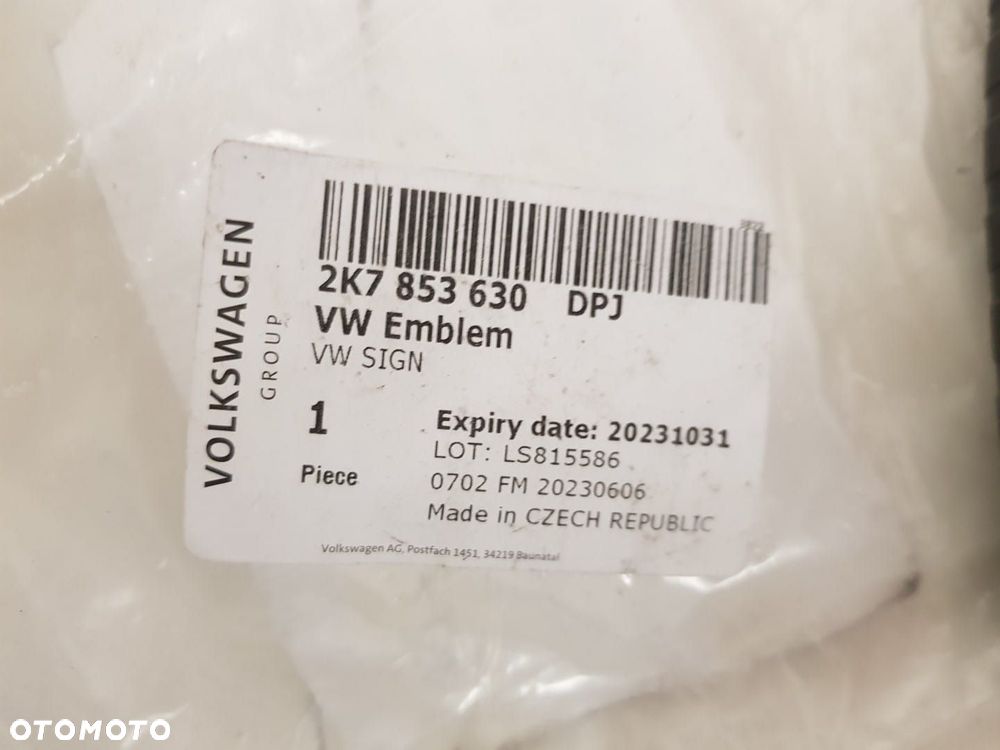 VOLKSWAGEN
GROUP
2K7 853 630 DPJ
VW Emblem
VW SIGN
1
Piece
Expiry date: 20231031
LOT: LS815586
0702 FM 20230606
Made in CZECH REPUBLIC
Volkswagen AG, Postfach 1451, 34219 Baunatal
OTOMOTO